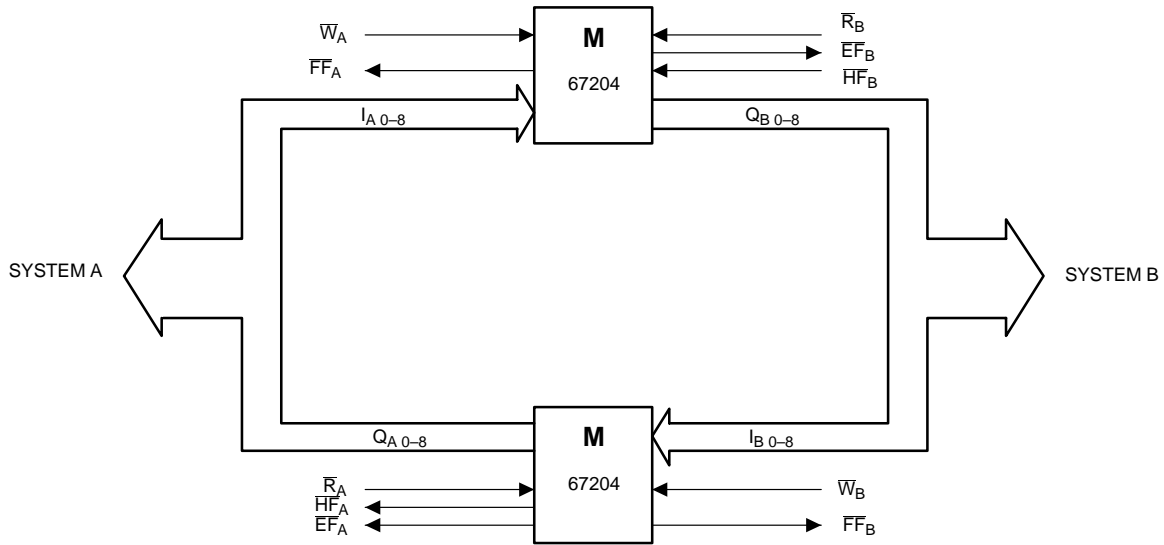 W̅A
M
R̅B
E̅F̅B
F̅F̅A
67204
H̅F̅B
IA 0–8
QB 0–8
SYSTEM A
SYSTEM B
M
QA 0–8
IB 0–8
R̅A
67204
W̅B
H̅F̅A
E̅F̅A
F̅F̅B